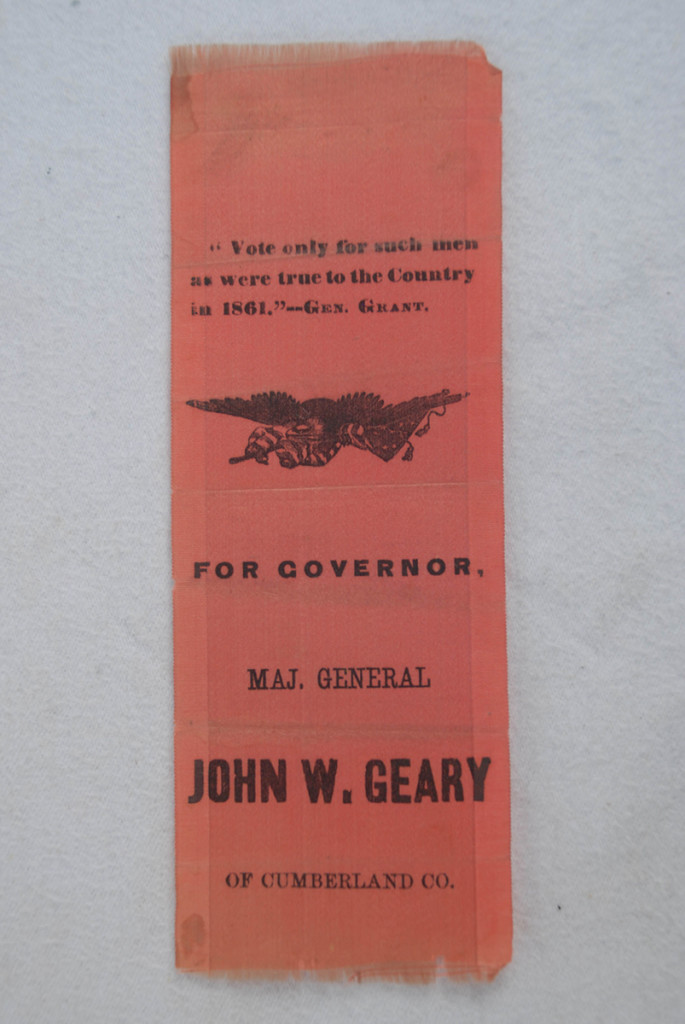 “ Vote only for such men
as were true to the Country
in 1861.”—GEN. GRANT.
FOR GOVERNOR,
MAJ. GENERAL
JOHN W. GEARY
OF CUMBERLAND CO.